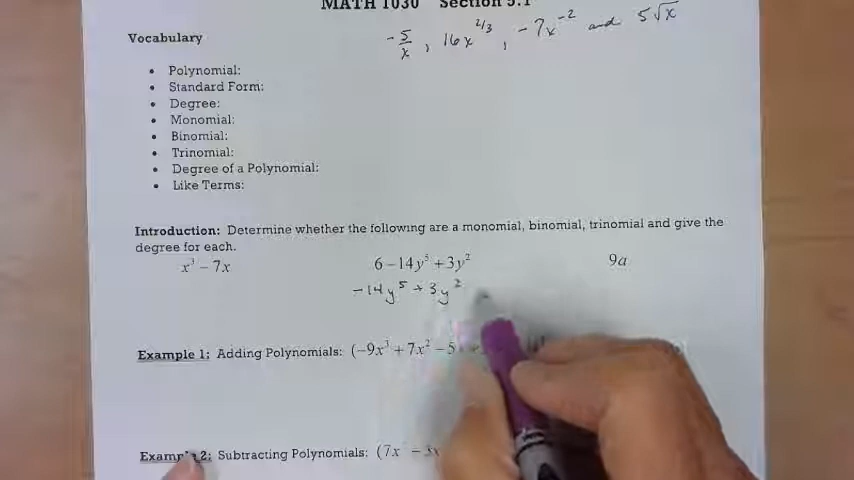 MATH 1030 Section 5.1
-5/x , 16x^2/3 , -7x^-2 and 5√x
Vocabulary
• Polynomial:
• Standard Form:
• Degree:
• Monomial:
• Binomial:
• Trinomial:
• Degree of a Polynomial:
• Like Terms:
Introduction: Determine whether the following are a monomial, binomial, trinomial and give the
degree for each.
x³ – 7x 6 – 14y⁵ + 3y² 9a
-14y⁵ + 3y²
Example 1: Adding Polynomials: (-9x³ + 7x² – 5
Example 2: Subtracting Polynomials: (7x